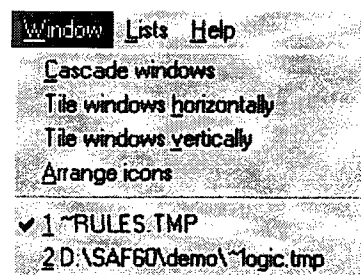 Window Lists Help
Cascade windows
Tile windows horizontally
Tile windows vertically
Arrange icons
✔ 1 ~RULES.TMP
2 D:\SAF60\demo\~logic.tmp